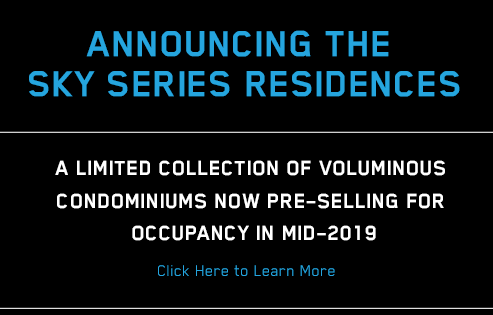 ANNOUNCING THE
SKY SERIES RESIDENCES
A LIMITED COLLECTION OF VOLUMINOUS
CONDOMINIUMS NOW PRE-SELLING FOR
OCCUPANCY IN MID-2019
Click Here to Learn More